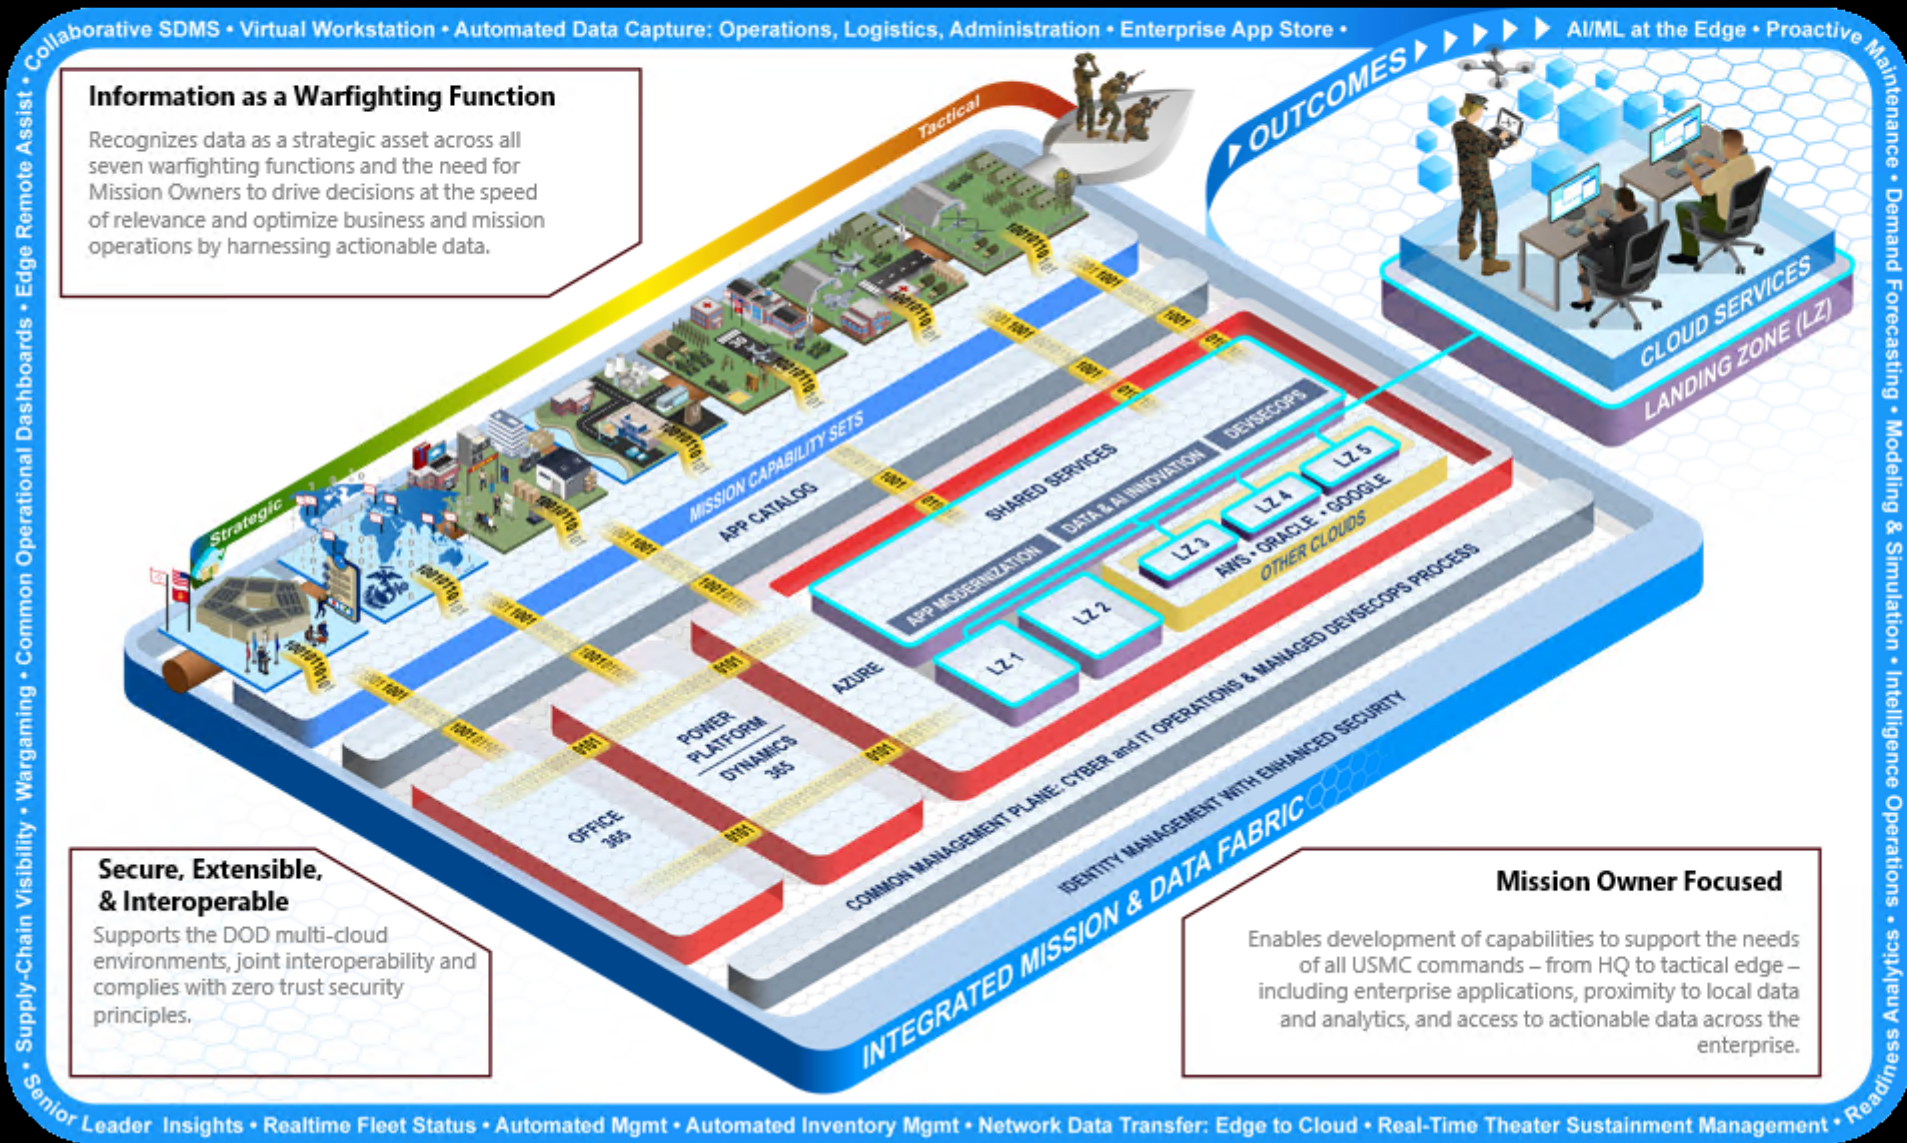 Collaborative SDMS • Virtual Workstation • Automated Data Capture: Operations, Logistics, Administration • Enterprise App Store •
AI/ML at the Edge • Proactive Maintenance • Demand Forecasting • Modeling & Simulation • Intelligence Operations • Readiness Analytics •
OUTCOMES
Information as a Warfighting Function
Recognizes data as a strategic asset across all
seven warfighting functions and the need for
Mission Owners to drive decisions at the speed
of relevance and optimize business and mission
operations by harnessing actionable data.
Tactical
Strategic
CLOUD SERVICES
LANDING ZONE (LZ)
MISSION CAPABILITY SETS
APP CATALOG
SHARED SERVICES
APP MODERNIZATION
DATA & AI INNOVATION
DEVSECOPS
LZ 1
LZ 2
LZ 3
LZ 4
LZ 5
AWS • ORACLE • GOOGLE
OTHER CLOUDS
AZURE
POWER
PLATFORM
DYNAMICS
365
OFFICE
365
COMMON MANAGEMENT PLANE: CYBER and IT OPERATIONS & MANAGED DEVSECOPS PROCESS
IDENTITY MANAGEMENT WITH ENHANCED SECURITY
INTEGRATED MISSION & DATA FABRIC
Secure, Extensible,
& Interoperable
Supports the DOD multi-cloud
environments, joint interoperability and
complies with zero trust security
principles.
Mission Owner Focused
Enables development of capabilities to support the needs
of all USMC commands – from HQ to tactical edge –
including enterprise applications, proximity to local data
and analytics, and access to actionable data across the
enterprise.
Senior Leader Insights • Realtime Fleet Status • Automated Mgmt • Automated Inventory Mgmt • Network Data Transfer: Edge to Cloud • Real-Time Theater Sustainment Management •
• Supply-Chain Visibility • Wargaming • Common Operational Dashboards • Edge Remote Assist •